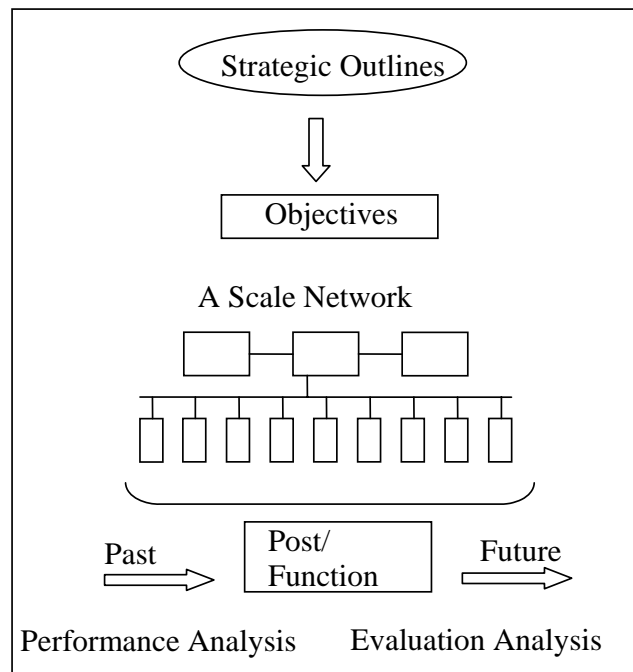 Strategic Outlines
Objectives
A Scale Network
Past
Post/
Function
Future
Performance Analysis
Evaluation Analysis